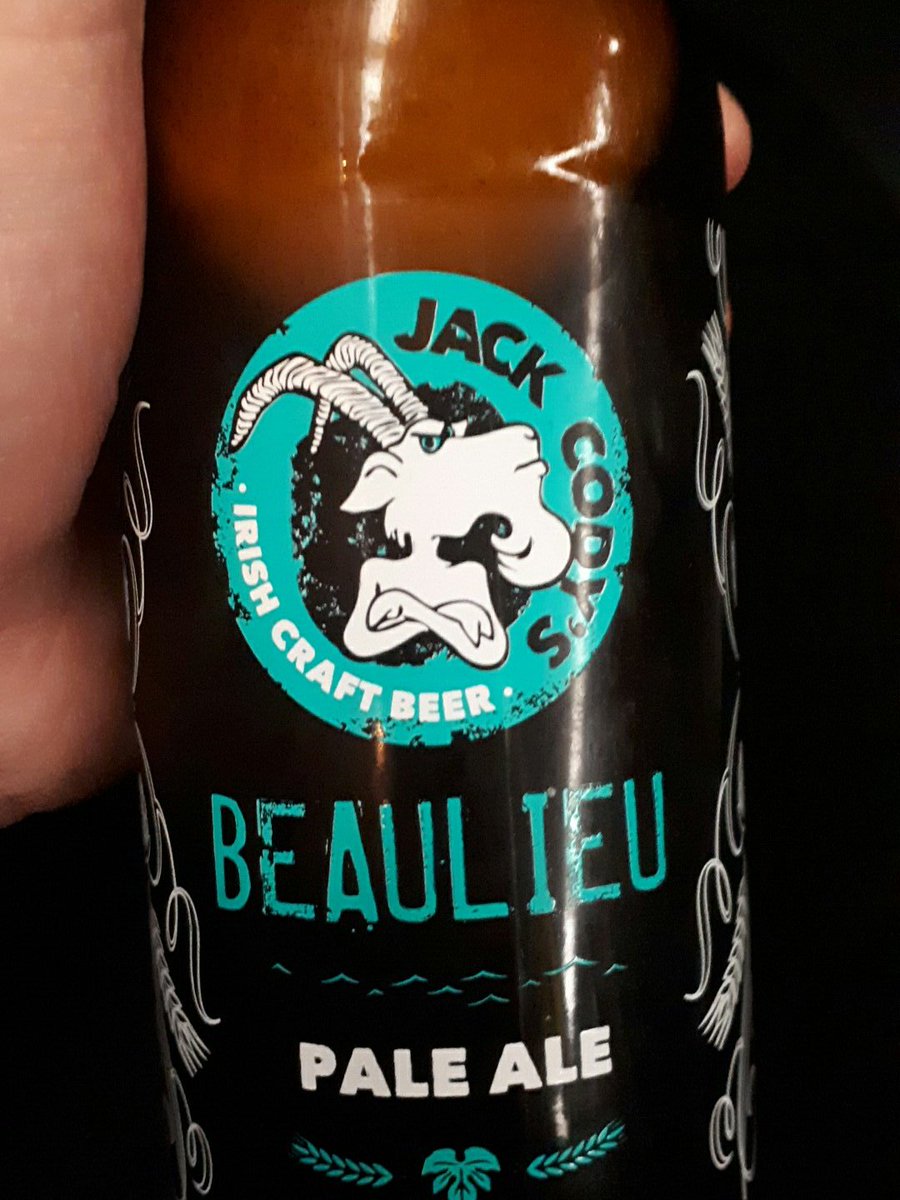 JACK CODY'S
· IRISH CRAFT BEER ·
BEAULIEU
PALE ALE